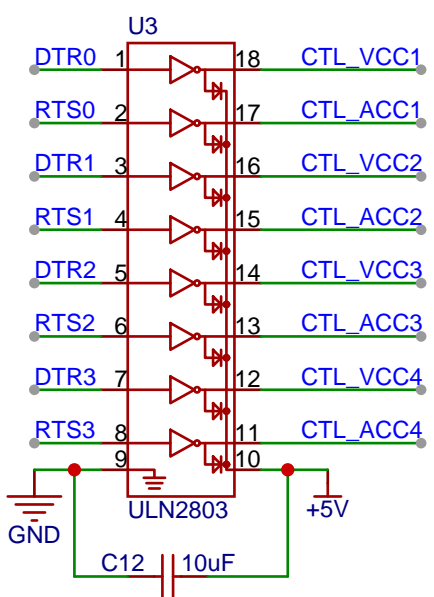 U3
DTR0 1 18 CTL_VCC1
RTS0 2 17 CTL_ACC1
DTR1 3 16 CTL_VCC2
RTS1 4 15 CTL_ACC2
DTR2 5 14 CTL_VCC3
RTS2 6 13 CTL_ACC3
DTR3 7 12 CTL_VCC4
RTS3 8 11 CTL_ACC4
9 10
ULN2803 +5V
GND
C12 10uF